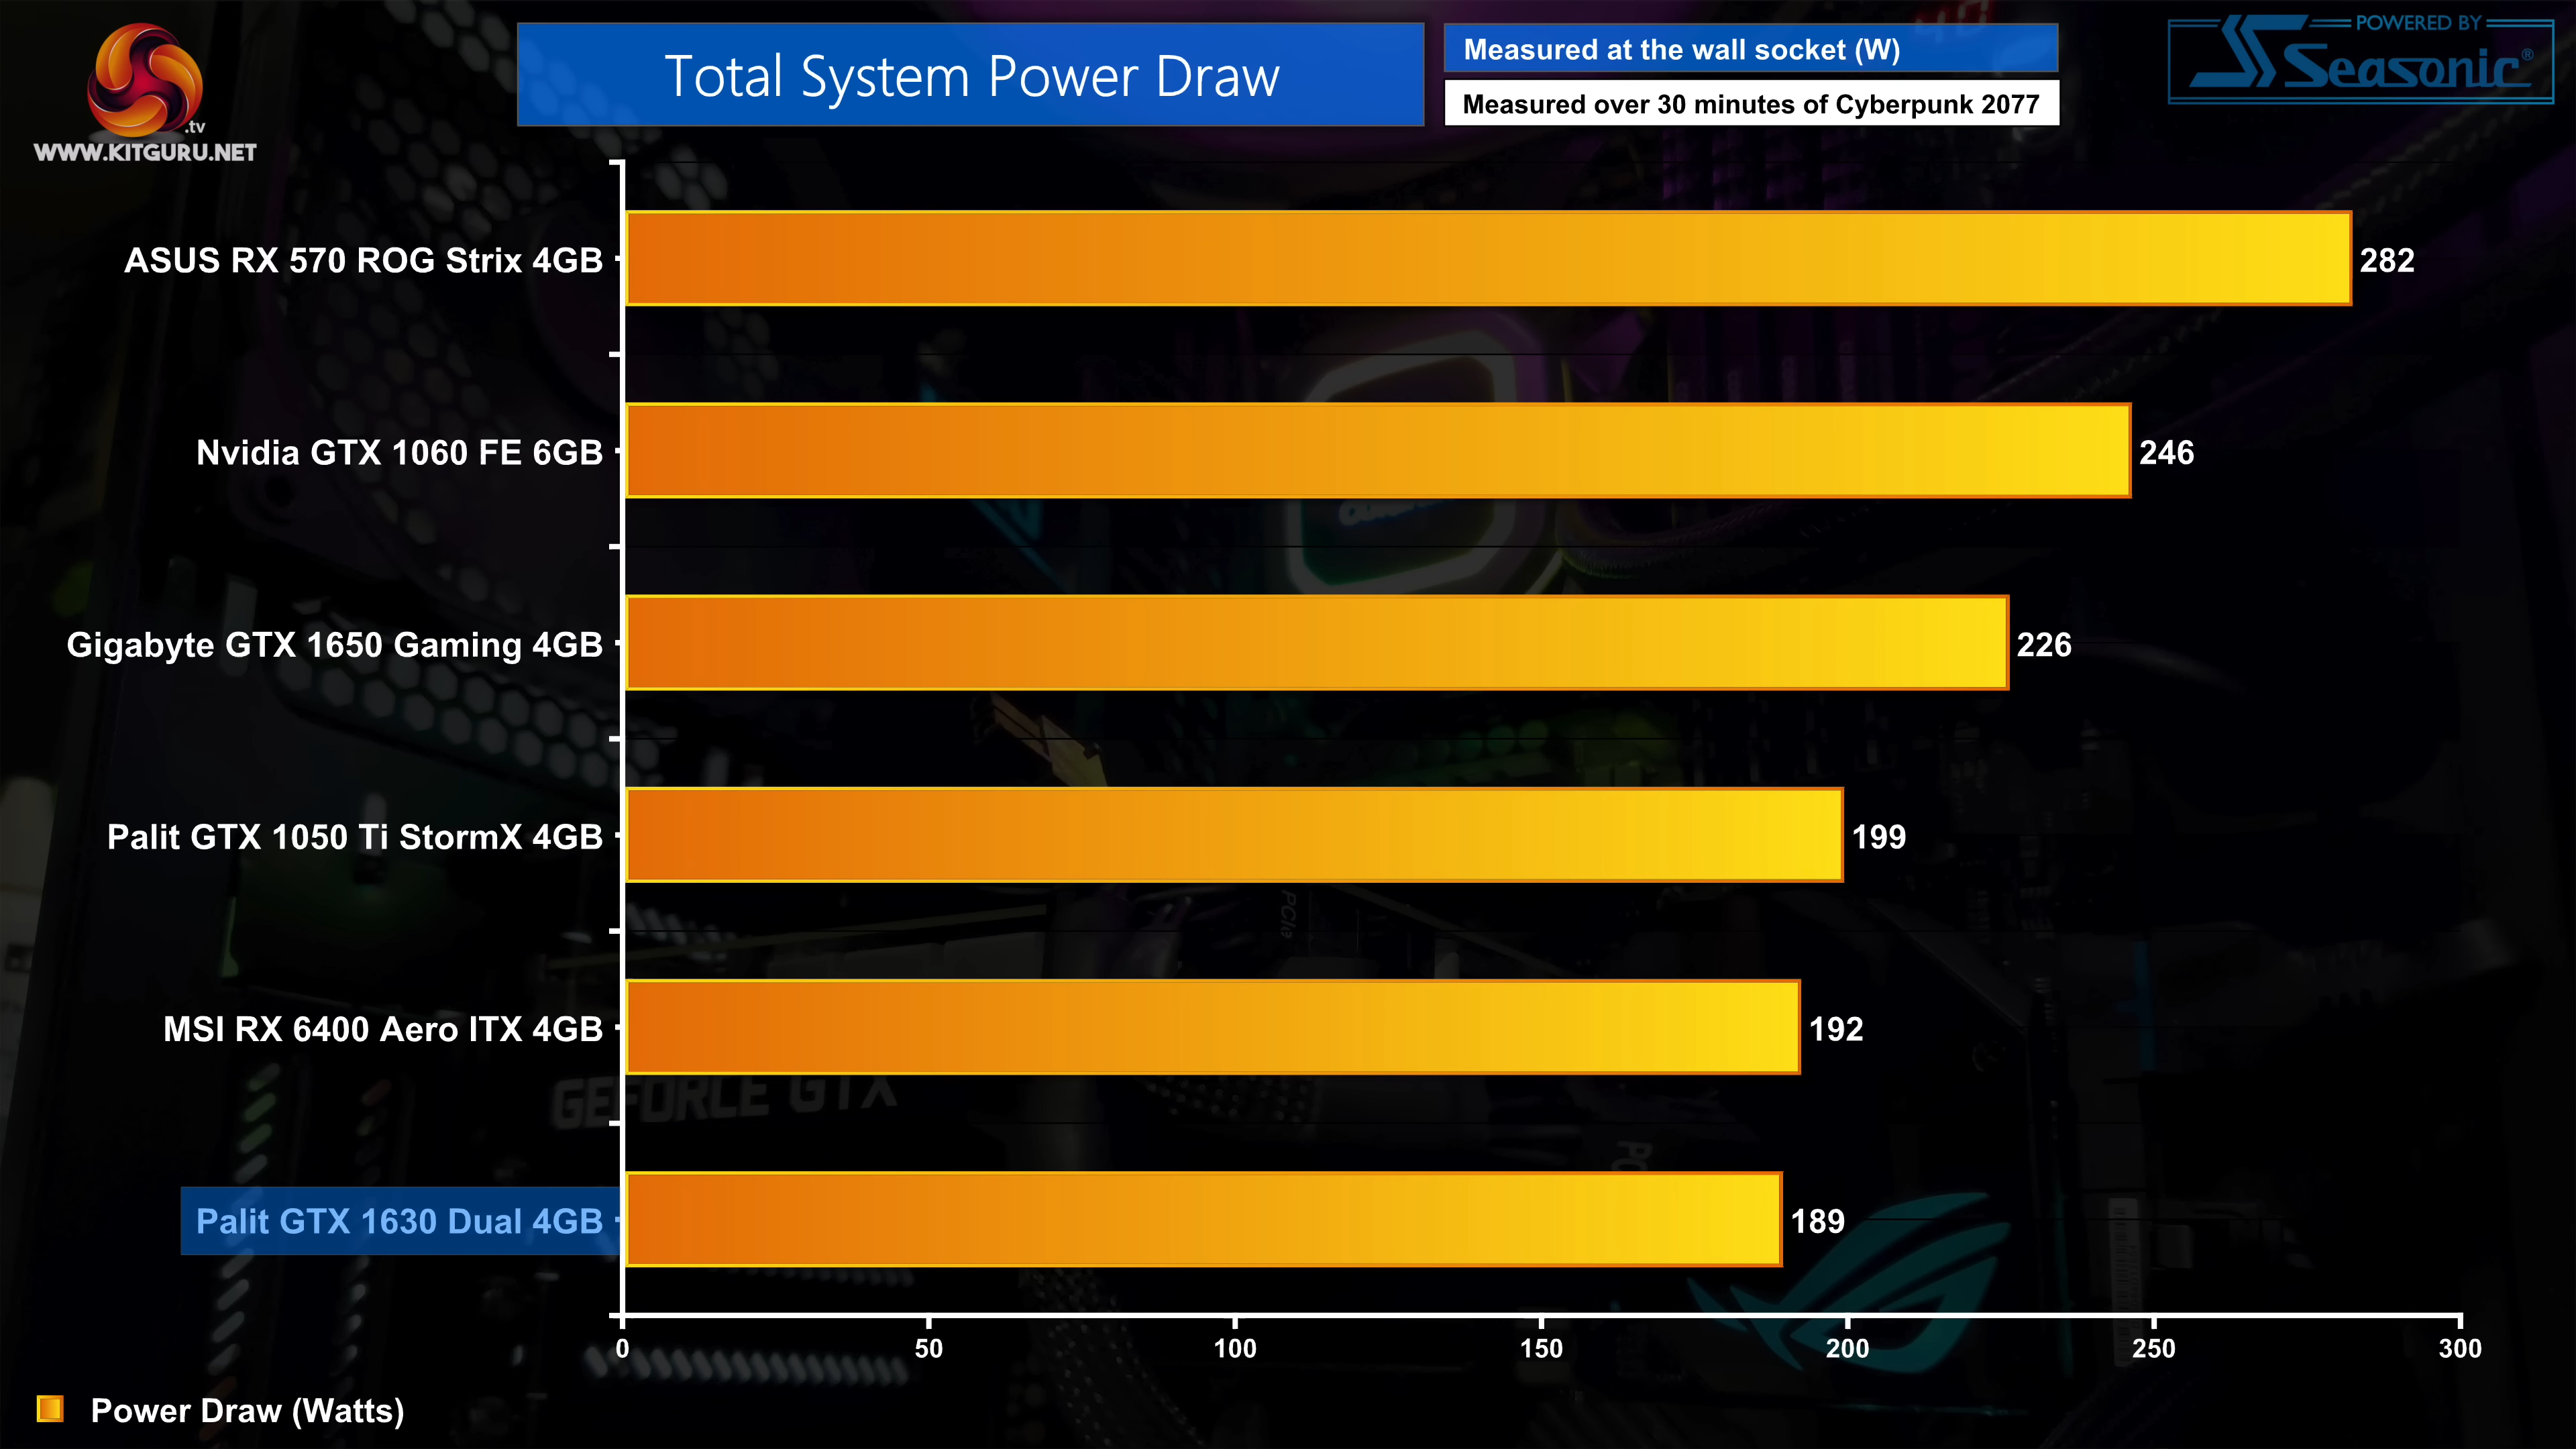 .tv
WWW.KITGURU.NET
Total System Power Draw
Measured at the wall socket (W)
Measured over 30 minutes of Cyberpunk 2077
POWERED BY
Seasonic®
ASUS RX 570 ROG Strix 4GB
282
Nvidia GTX 1060 FE 6GB
246
Gigabyte GTX 1650 Gaming 4GB
226
Palit GTX 1050 Ti StormX 4GB
199
PCIe
MSI RX 6400 Aero ITX 4GB
192
GEFORCE GTX
Palit GTX 1630 Dual 4GB
189
0 50 100 150 200 250 300
Power Draw (Watts)